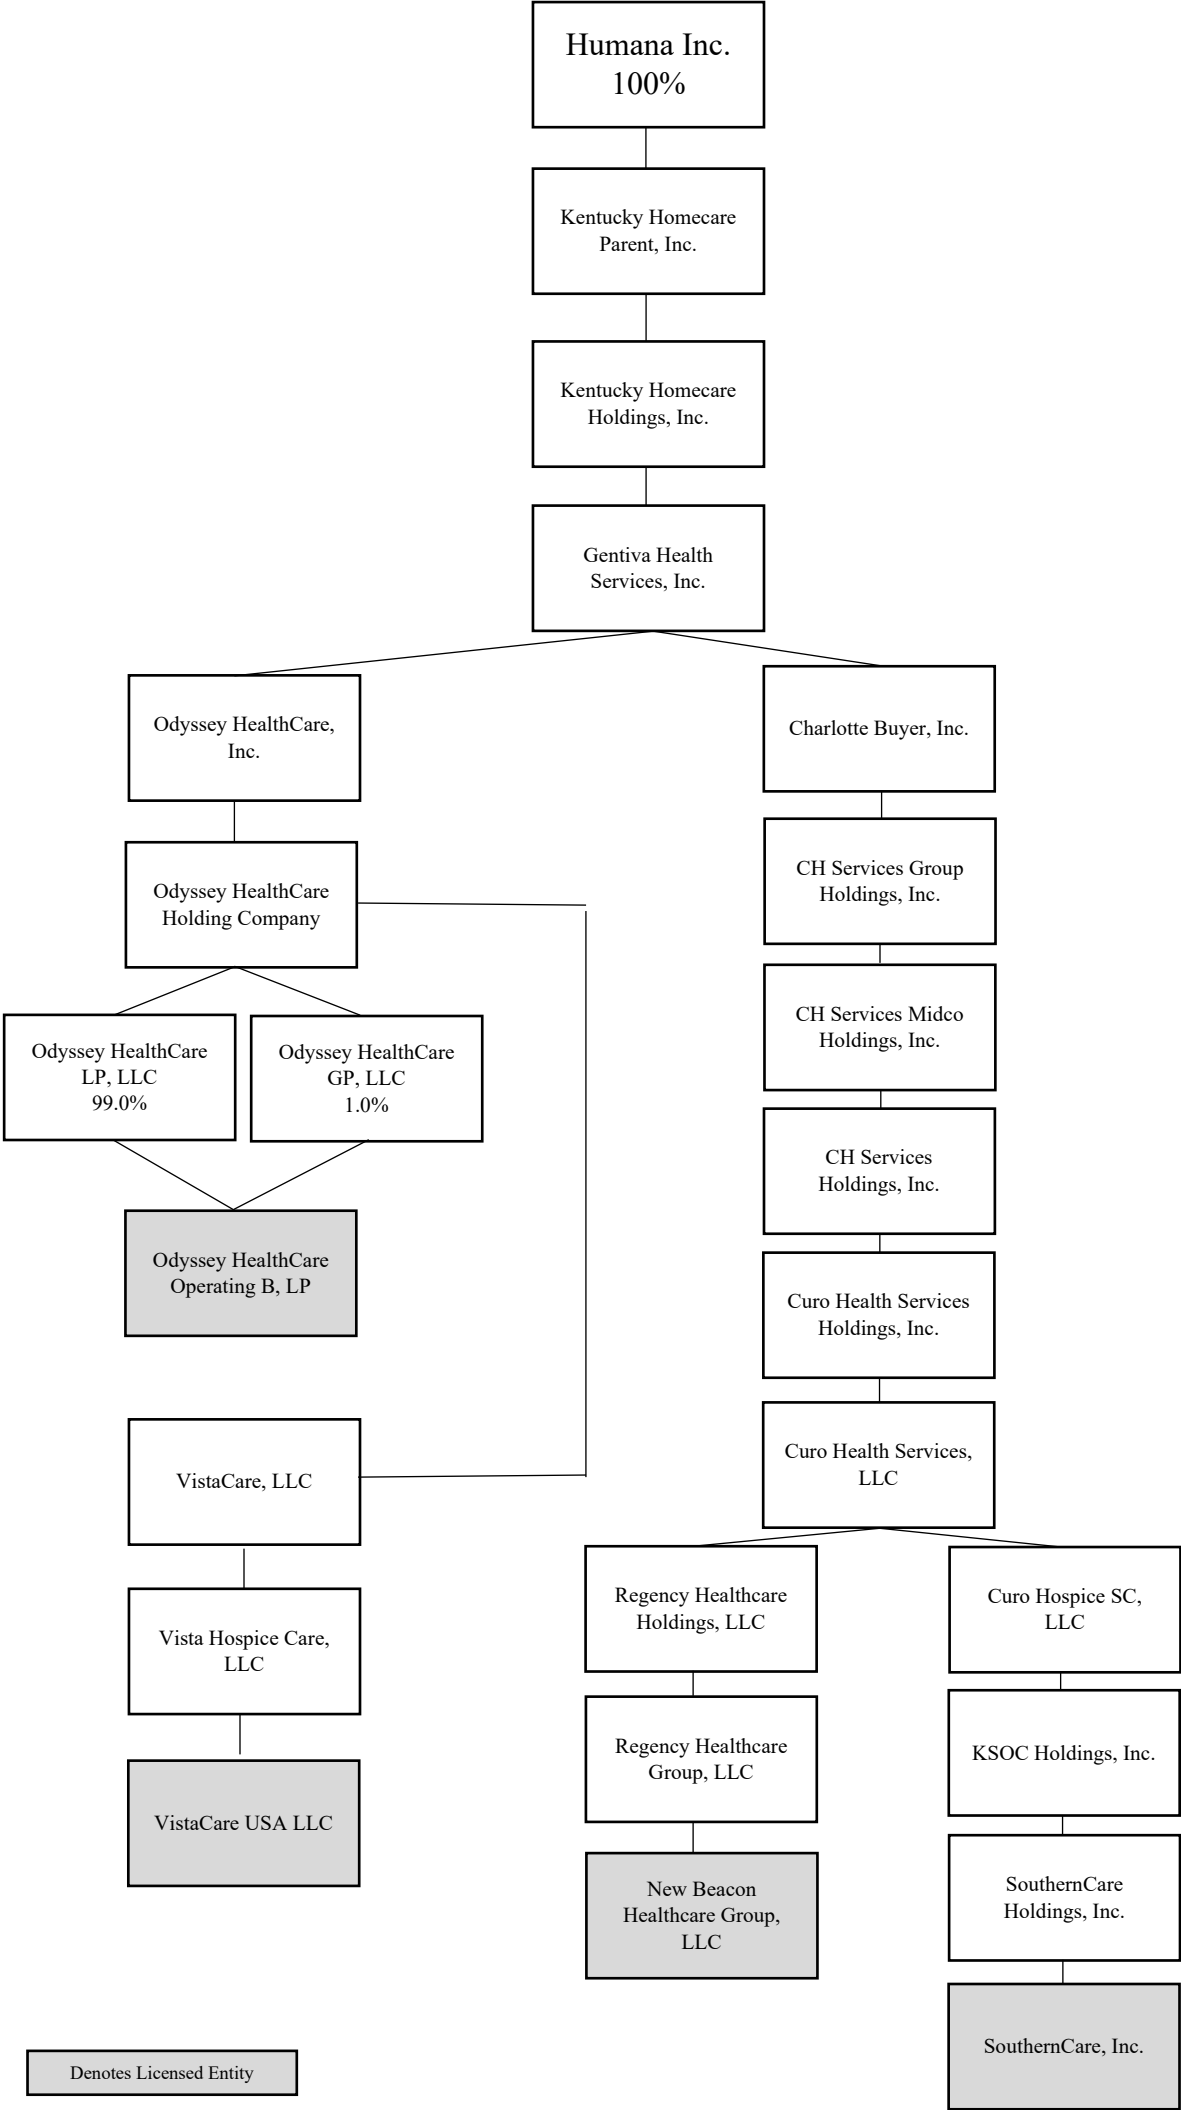 Humana Inc.
100%
Kentucky Homecare
Parent, Inc.
Kentucky Homecare
Holdings, Inc.
Gentiva Health
Services, Inc.
Odyssey HealthCare,
Inc.
Charlotte Buyer, Inc.
Odyssey HealthCare
Holding Company
CH Services Group
Holdings, Inc.
CH Services Midco
Holdings, Inc.
Odyssey HealthCare
LP, LLC
99.0%
Odyssey HealthCare
GP, LLC
1.0%
CH Services
Holdings, Inc.
Odyssey HealthCare
Operating B, LP
Curo Health Services
Holdings, Inc.
VistaCare, LLC
Curo Health Services,
LLC
Vista Hospice Care,
LLC
Regency Healthcare
Holdings, LLC
Curo Hospice SC,
LLC
Regency Healthcare
Group, LLC
KSOC Holdings, Inc.
VistaCare USA LLC
New Beacon
Healthcare Group,
LLC
SouthernCare
Holdings, Inc.
SouthernCare, Inc.
Denotes Licensed Entity